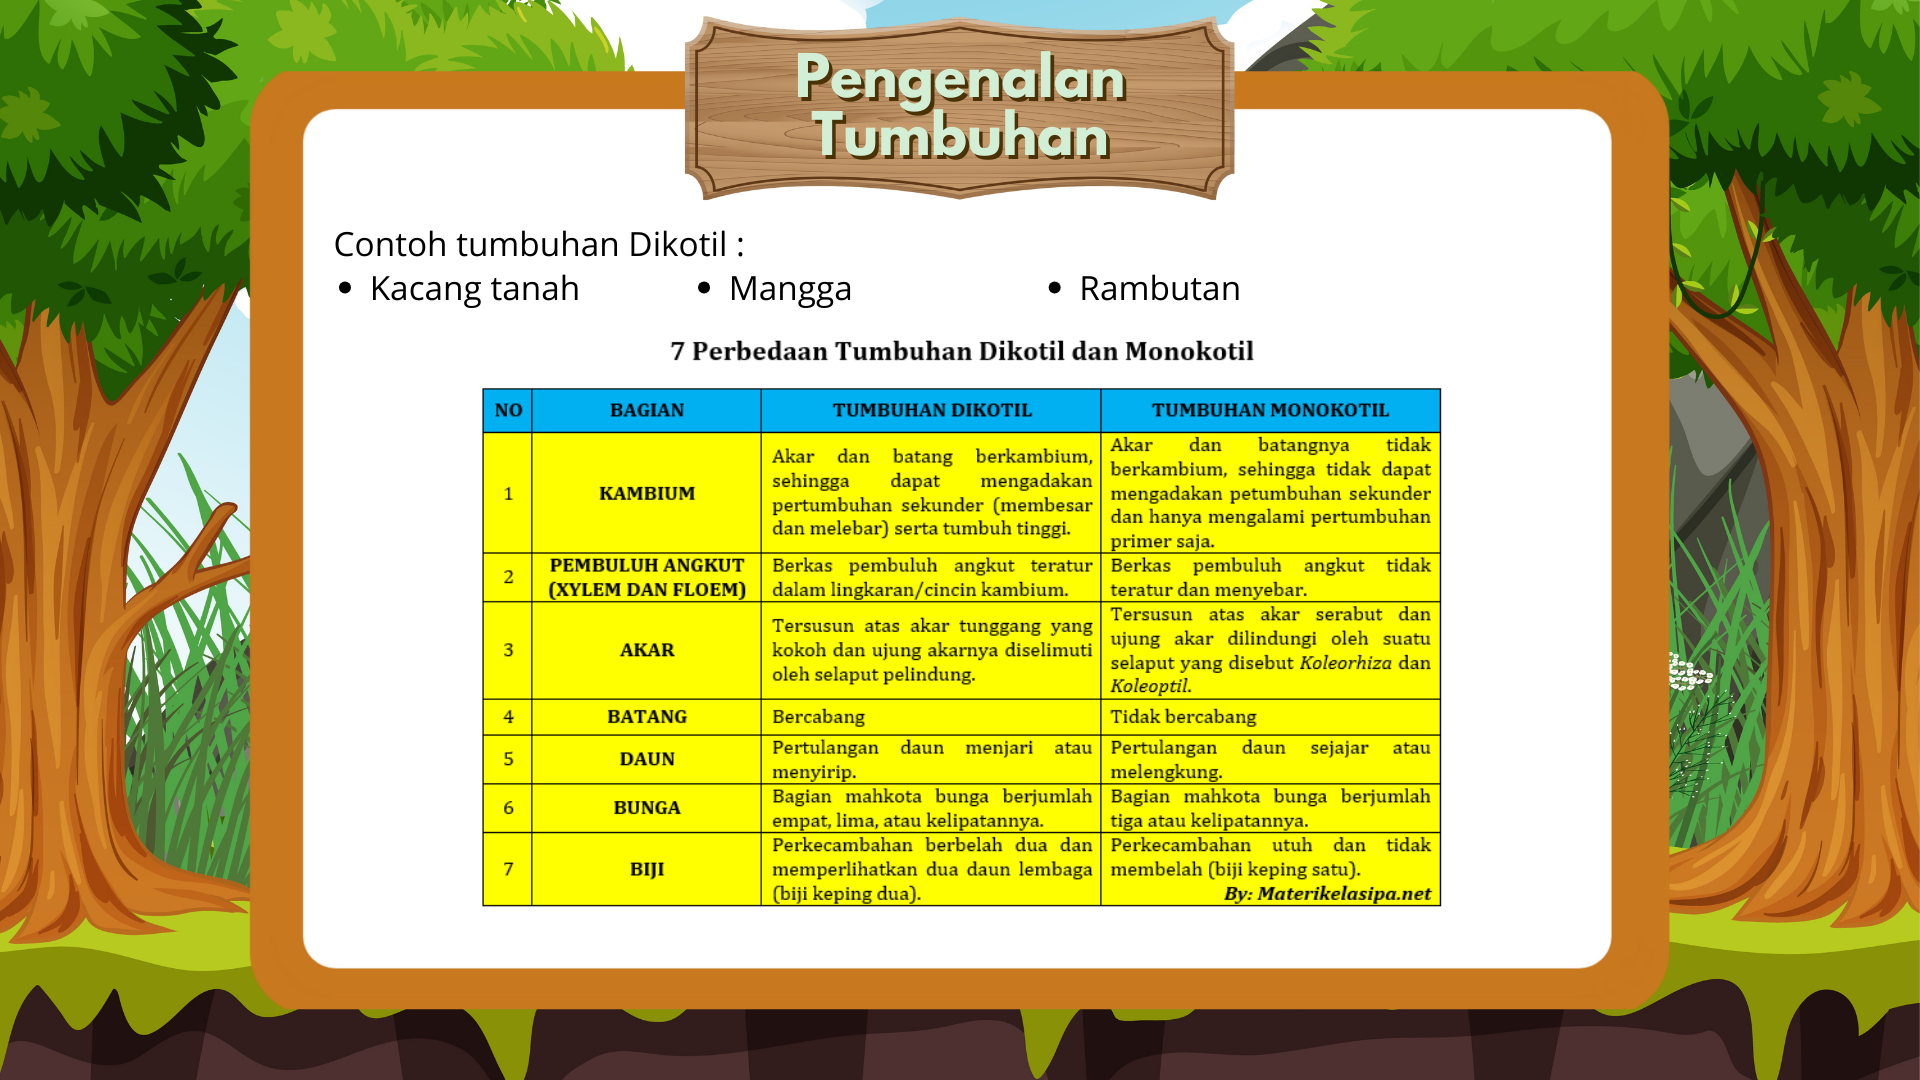 Pengenalan
Tumbuhan
Contoh tumbuhan Dikotil :
• Kacang tanah • Mangga • Rambutan
7 Perbedaan Tumbuhan Dikotil dan Monokotil
NO BAGIAN TUMBUHAN DIKOTIL TUMBUHAN MONOKOTIL
1
KAMBIUM
Akar dan batang berkambium,
sehingga dapat mengadakan
pertumbuhan sekunder (membesar
dan melebar) serta tumbuh tinggi.
Akar dan batangnya tidak
berkambium, sehingga tidak dapat
mengadakan petumbuhan sekunder
dan hanya mengalami pertumbuhan
primer saja.
2
PEMBULUH ANGKUT
(XYLEM DAN FLOEM)
Berkas pembuluh angkut teratur
dalam lingkaran/cincin kambium.
Berkas pembuluh angkut tidak
teratur dan menyebar.
3
AKAR
Tersusun atas akar tunggang yang
kokoh dan ujung akarnya diselimuti
oleh selaput pelindung.
Tersusun atas akar serabut dan
ujung akar dilindungi oleh suatu
selaput yang disebut Koleorhiza dan
Koleoptil.
4
BATANG
Bercabang
Tidak bercabang
5
DAUN
Pertulangan daun menjari atau
menyirip.
Pertulangan daun sejajar atau
melengkung.
6
BUNGA
Bagian mahkota bunga berjumlah
empat, lima, atau kelipatannya.
Bagian mahkota bunga berjumlah
tiga atau kelipatannya.
7
BIJI
Perkecambahan berbelah dua dan
memperlihatkan dua daun lembaga
(biji keping dua).
Perkecambahan utuh dan tidak
membelah (biji keping satu).
By: Materikelasipa.net